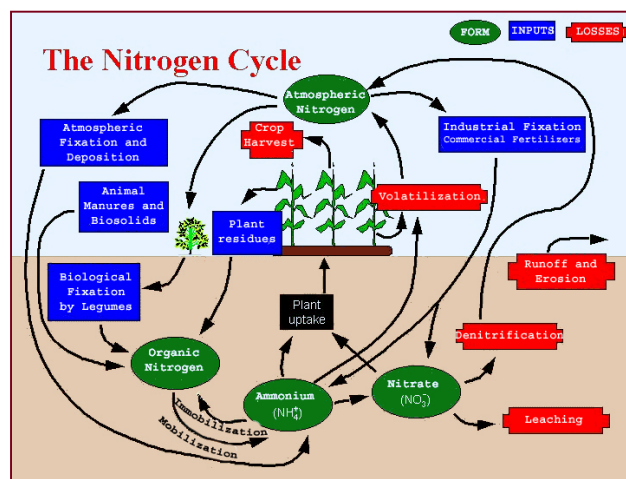 FORM
INPUTS
LOSSES
The Nitrogen Cycle
Atmospheric
Nitrogen
Atmospheric
Fixation and
Deposition
Crop
Harvest
Industrial Fixation
Commercial Fertilizers
Animal
Manures and
Biosolids
Plant
residues
Volatilization
Biological
Fixation
by Legumes
Runoff and
Erosion
Plant
uptake
Denitrification
Organic
Nitrogen
Ammonium
(NH₄⁺)
Nitrate
(NO₃⁻)
Immobilization
Mobilization
Leaching